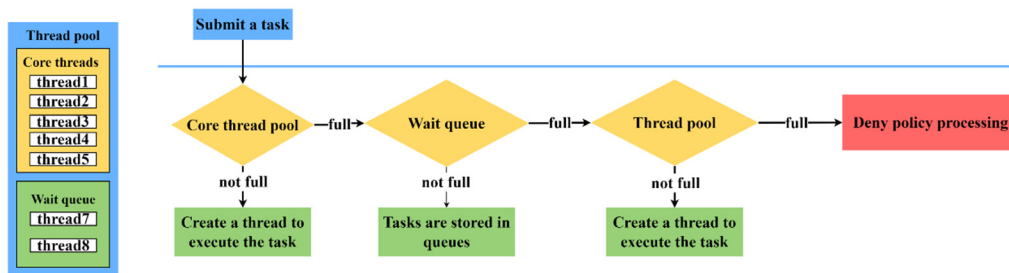 Thread pool
Core threads
thread1
thread2
thread3
thread4
thread5
Wait queue
thread7
thread8
Submit a task
Core thread pool
full
Wait queue
full
Thread pool
full
Deny policy processing
not full
not full
not full
Create a thread to
execute the task
Tasks are stored in
queues
Create a thread to
execute the task